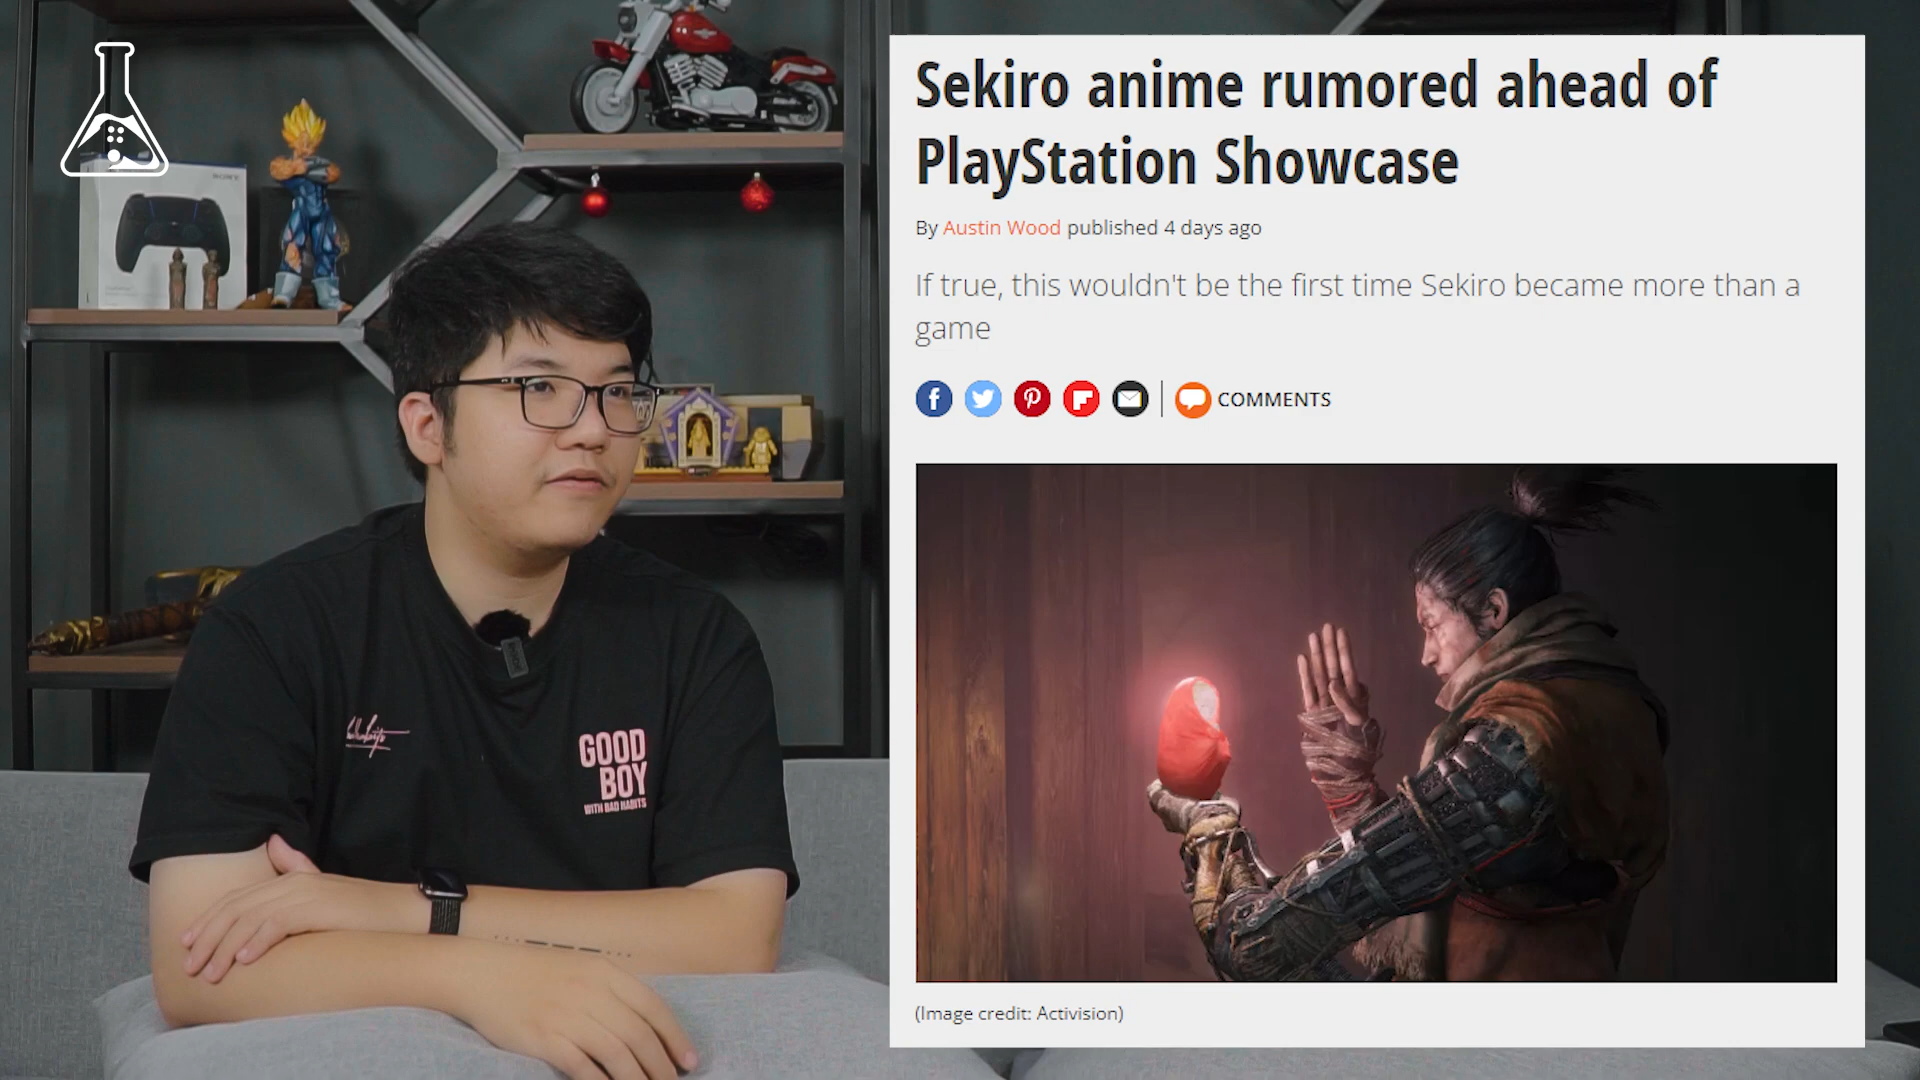 Sekiro anime rumored ahead of
PlayStation Showcase
By Austin Wood published 4 days ago
If true, this wouldn't be the first time Sekiro became more than a
game
COMMENTS
(Image credit: Activision)
SONY
GOOD
BOY
WITH BAD HABITS